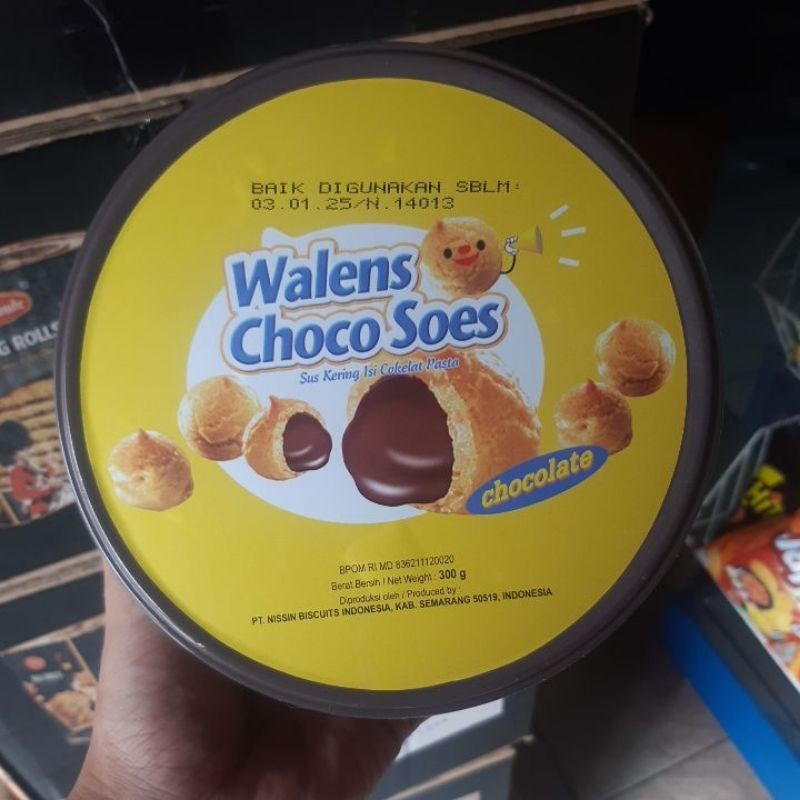 BAIK DIGUNAKAN SBLM:
03.01.25/N.14013
Walens
Choco Soes
Sus Kering Isi Cokelat Pasta
chocolate
BPOM RI MD 836211120020
Berat Bersih / Net Weight : 300 g
Diproduksi oleh / Produced by :
PT. NISSIN BISCUITS INDONESIA, KAB. SEMARANG 50519, INDONESIA
G ROLLS